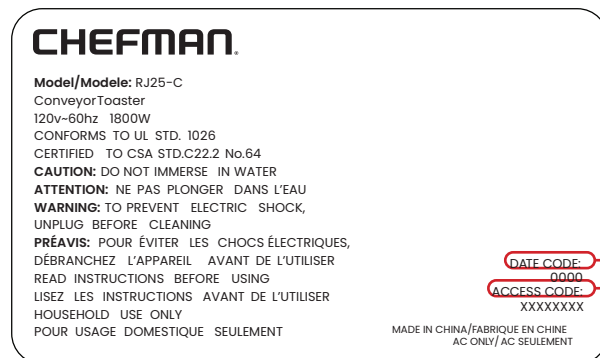 CHEFMAN.
Model/Modele: RJ25-C
ConveyorToaster
120v~60hz 1800W
CONFORMS TO UL STD. 1026
CERTIFIED TO CSA STD.C22.2 No.64
CAUTION: DO NOT IMMERSE IN WATER
ATTENTION: NE PAS PLONGER DANS L'EAU
WARNING: TO PREVENT ELECTRIC SHOCK,
UNPLUG BEFORE CLEANING
PRÉAVIS: POUR ÉVITER LES CHOCS ÉLECTRIQUES,
DÉBRANCHEZ L'APPAREIL AVANT DE L'UTILISER
READ INSTRUCTIONS BEFORE USING
LISEZ LES INSTRUCTIONS AVANT DE L'UTILISER
HOUSEHOLD USE ONLY
POUR USAGE DOMESTIQUE SEULEMENT
DATE CODE:
0000
ACCESS CODE:
XXXXXXXX
MADE IN CHINA/FABRIQUE EN CHINE
AC ONLY/ AC SEULEMENT